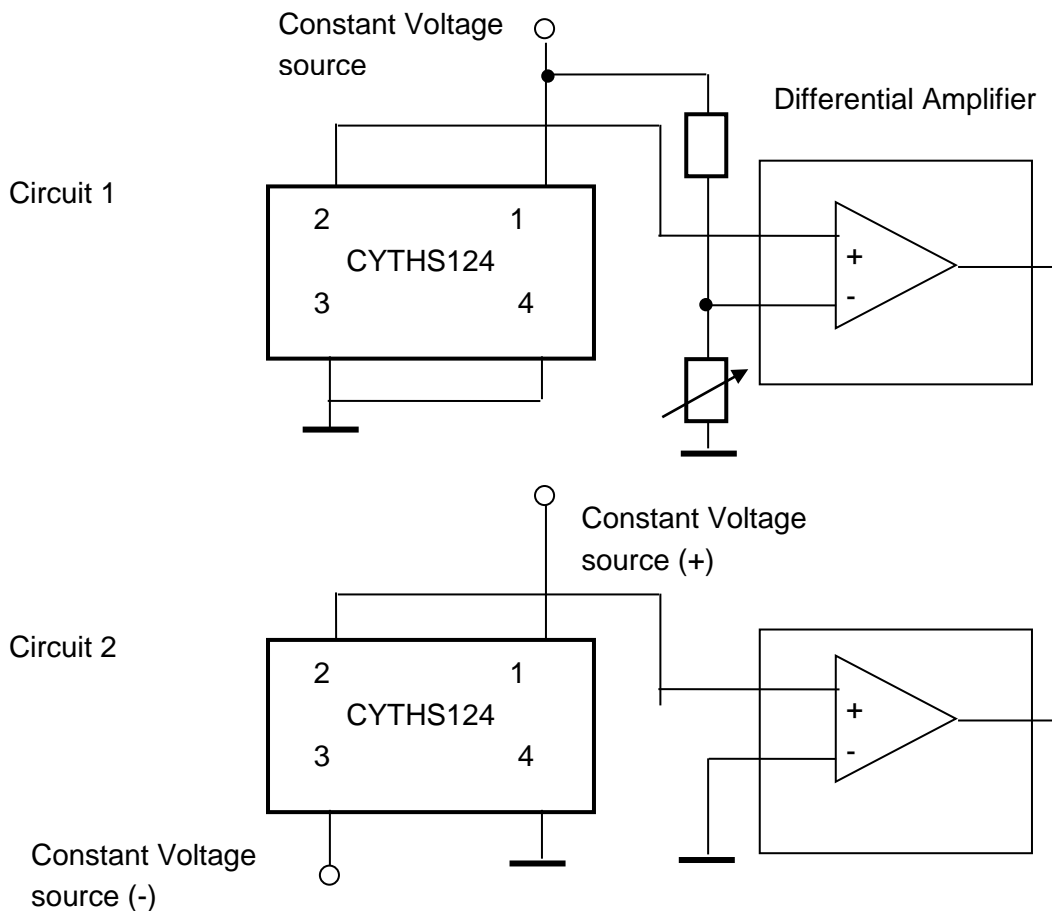 Constant Voltage
source
Differential Amplifier
Circuit 1
2 1
CYTHS124
3 4
+
-
Constant Voltage
source (+)
Circuit 2
2 1
CYTHS124
3 4
+
-
Constant Voltage
source (-)